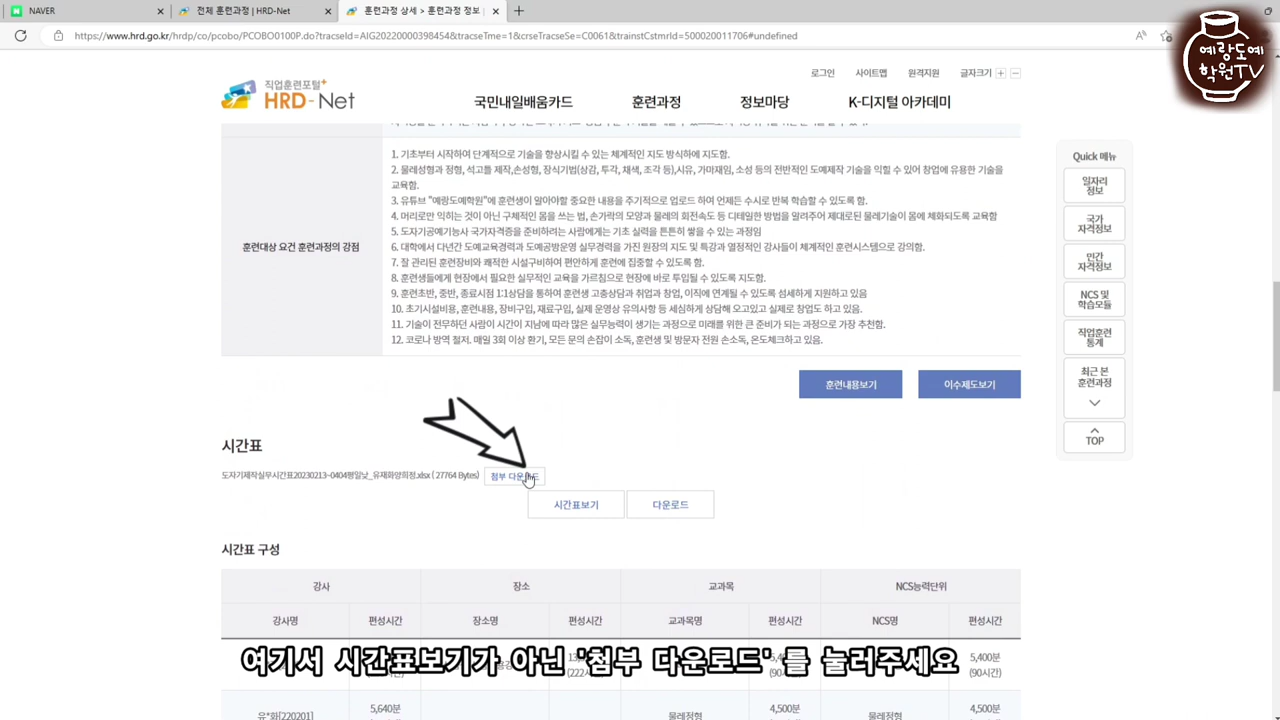 NAVER
전체 훈련과정 | HRD-Net
훈련과정 상세 > 훈련과정 정보
https://www.hrd.go.kr/hrdp/co/pcobo/PCOBO0100P.do?tracseId=AIG20220000398454&tracseTme=1&crseTracseSe=C0061&trainstCstmrId=500020011706#undefined
예랑도예
학원TV
로그인 사이트맵 원격지원 글자크기
직업훈련포털
HRD-Net
국민내일배움카드 훈련과정 정보마당 K-디지털 아카데미
훈련대상 요건 훈련과정의 강점
1. 기초부터 시작하여 단계적으로 기술을 향상시킬 수 있는 체계적인 지도 방식하에 지도함.
2. 물레성형과 정형, 석고틀 제작,손성형, 장식기법(상감, 투각, 채색, 조각 등),시유, 가마재임, 소성 등의 전반적인 도예제작 기술을 익힐 수 있어 창업에 유용한 기술을
교육함.
3. 유튜브 "예랑도예학원"에 훈련생이 알아야할 중요한 내용을 주기적으로 업로드 하여 언제든 수시로 반복 학습할 수 있도록 함.
4. 머리로만 익히는 것이 아닌 구체적인 몸을 쓰는 법, 손가락의 모양과 물레의 회전속도 등 디테일한 방법을 알려주어 제대로된 물레기술이 몸에 체화되도록 교육함
5. 도자기공예기능사 국가자격증을 준비하려는 사람에게는 기초 실력을 튼튼히 쌓을 수 있는 과정임
6. 대학에서 다년간 도예교육경력과 도예공방운영 실무경력을 가진 원장의 지도 및 특강과 열정적인 강사들이 체계적인 훈련시스템으로 강의함.
7. 잘 관리된 훈련장비와 쾌적한 시설구비하여 편안하게 훈련에 집중할 수 있도록 함.
8. 훈련생들에게 현장에서 필요한 실무적인 교육을 가르침으로 현장에 바로 투입될 수 있도록 지도함.
9. 훈련초반, 중반, 종료시점 1:1상담을 통하여 훈련생 고충상담과 취업과 창업, 이직에 연계될 수 있도록 섬세하게 지원하고 있음
10. 초기시설비용, 훈련내용, 장비구입, 재료구입, 실제 운영상 유의사항 등 세심하게 상담해 오고있고 실제로 창업도 하고 있음.
11. 기술이 전무하던 사람이 시간이 지남에 따라 많은 실무능력이 생기는 과정으로 미래를 위한 큰 준비가 되는 과정으로 가장 추천함.
12. 코로나 방역 철저. 매일 3회 이상 환기, 모든 문의 손잡이 소독, 훈련생 및 방문자 전원 손소독, 온도체크하고 있음.
Quick 메뉴
일자리
정보
국가
자격정보
민간
자격정보
NCS 및
학습모듈
직업훈련
통계
최근 본
훈련과정
TOP
훈련내용보기 이수제도보기
시간표
도자기제작실무시간표20230213~0404평일낮_유재화양희정.xlsx ( 27764 Bytes) 첨부 다운로드
시간표보기 다운로드
시간표 구성
강사 장소 교과목 NCS능력단위
강사명 편성시간 장소명 편성시간 교과목명 편성시간 NCS명 편성시간
5,400분
(222시간) (90시간)
여기서 시간표보기가 아닌 '첨부 다운로드' 를 눌러주세요
유*화[220201] 5,640분 물레정형 4,500분 물레정형 4,500분